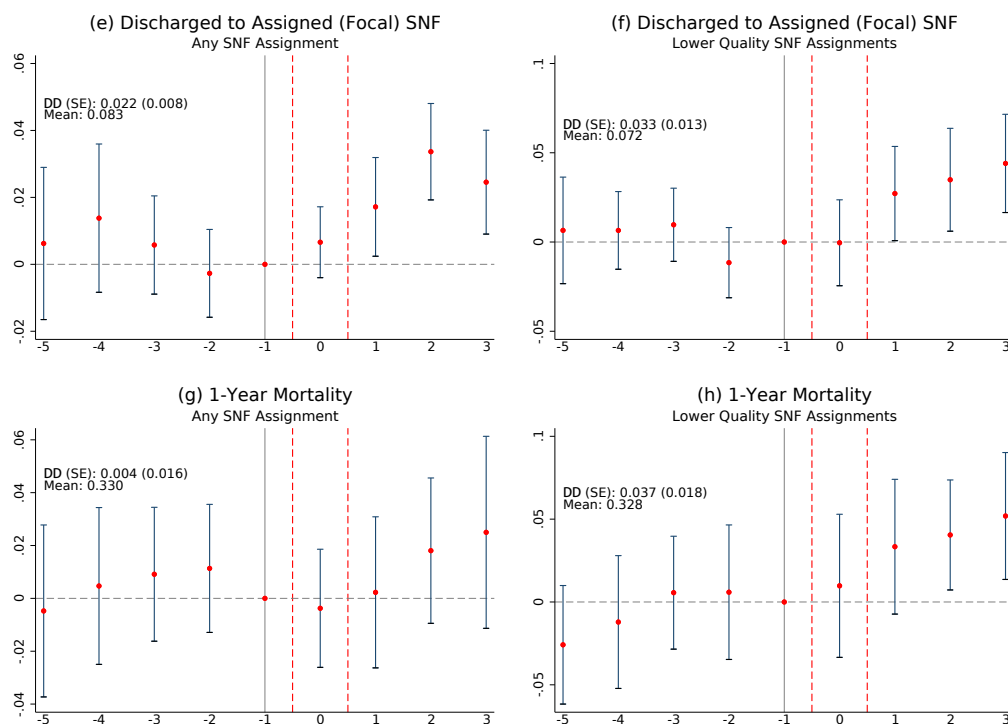 (e) Discharged to Assigned (Focal) SNF
Any SNF Assignment
.06
.04
.02
0
-.02
DD (SE): 0.022 (0.008)
Mean: 0.083
-5 -4 -3 -2 -1 0 1 2 3
(f) Discharged to Assigned (Focal) SNF
Lower Quality SNF Assignments
.1
.05
0
-.05
DD (SE): 0.033 (0.013)
Mean: 0.072
-5 -4 -3 -2 -1 0 1 2 3
(g) 1-Year Mortality
Any SNF Assignment
.06
.04
.02
0
-.02
-.04
DD (SE): 0.004 (0.016)
Mean: 0.330
-5 -4 -3 -2 -1 0 1 2 3
(h) 1-Year Mortality
Lower Quality SNF Assignments
.1
.05
0
-.05
DD (SE): 0.037 (0.018)
Mean: 0.328
-5 -4 -3 -2 -1 0 1 2 3